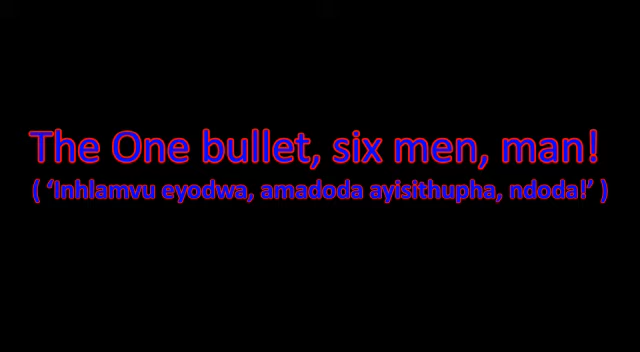 The One bullet, six men, man!
( ‘Inhlamvu eyodwa, amadoda ayisithupha, ndoda!’ )